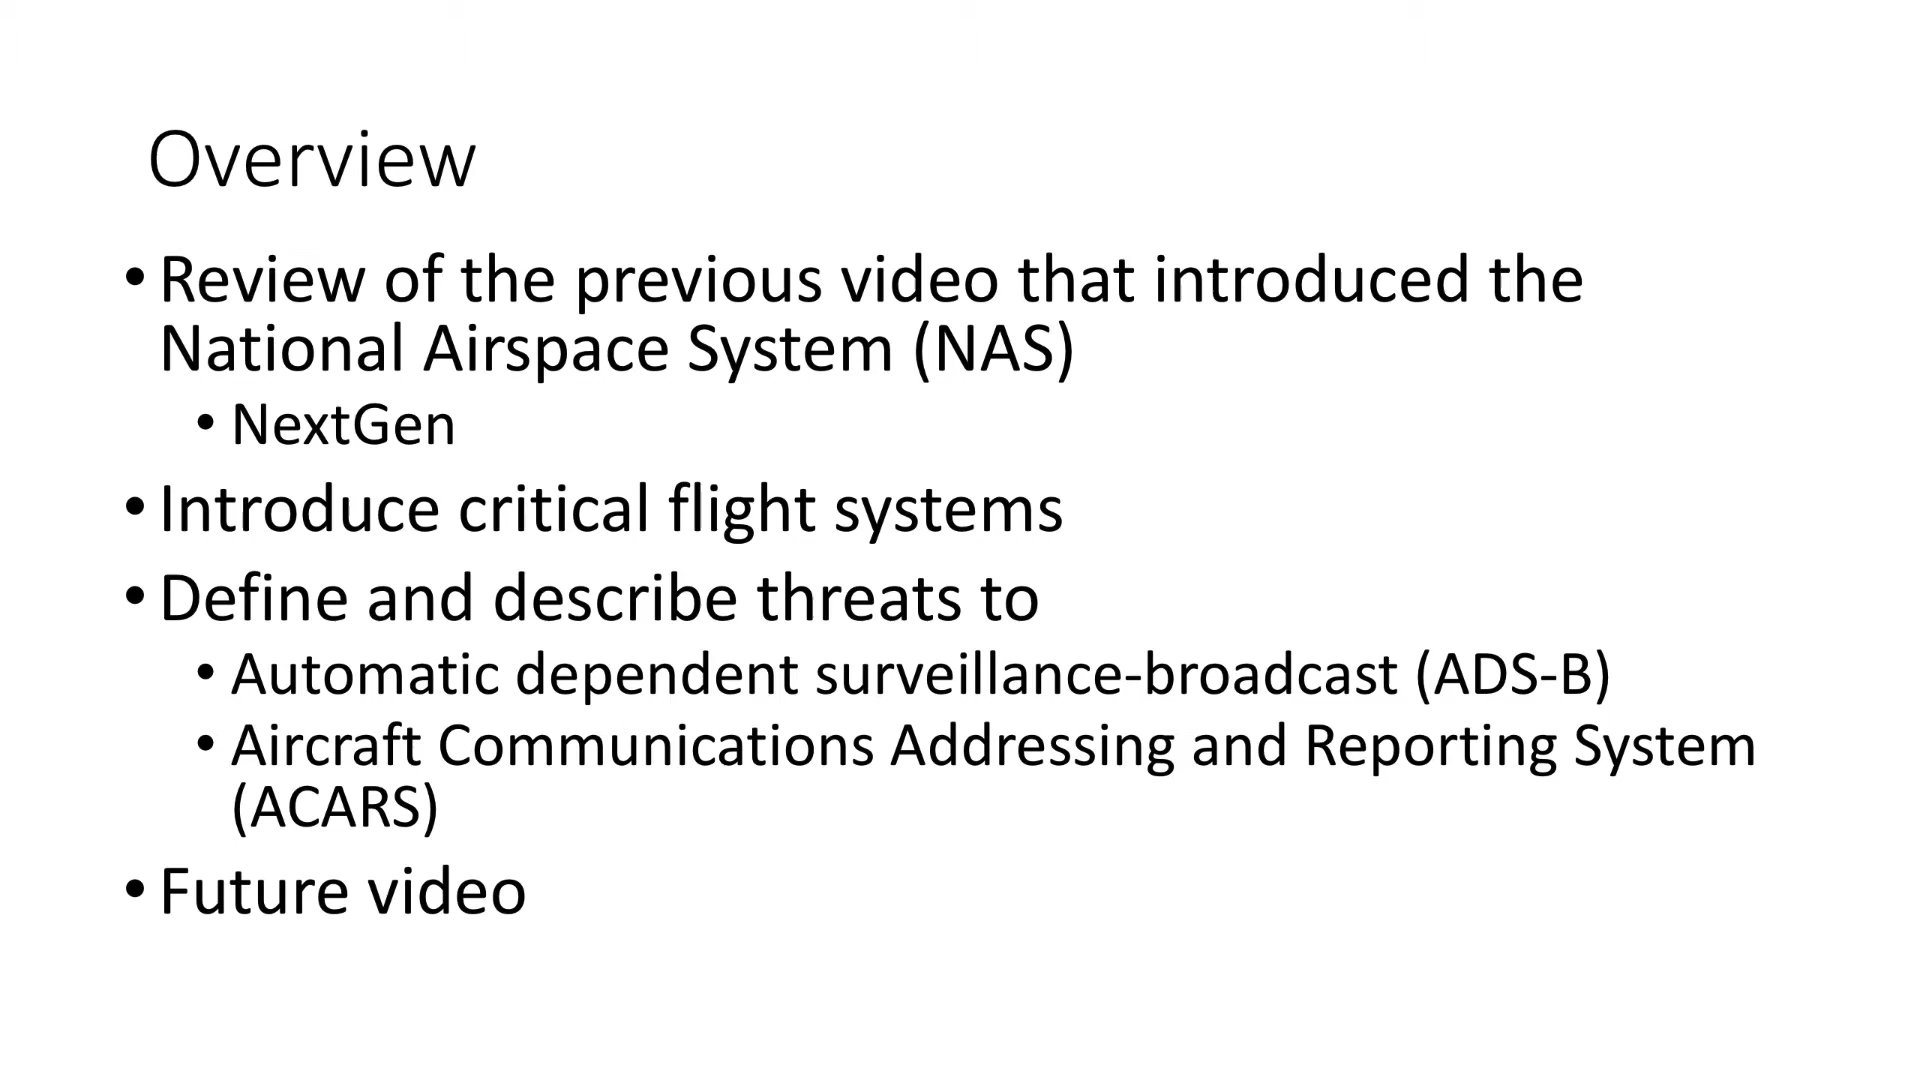 Overview
• Review of the previous video that introduced the
National Airspace System (NAS)
• NextGen
• Introduce critical flight systems
• Define and describe threats to
• Automatic dependent surveillance-broadcast (ADS-B)
• Aircraft Communications Addressing and Reporting System
(ACARS)
• Future video